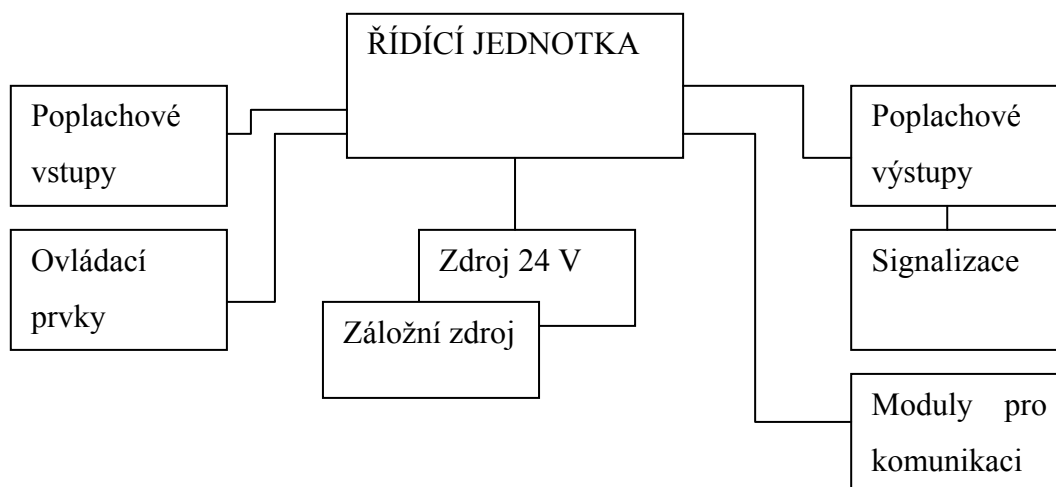 ŘÍDÍCÍ JEDNOTKA
Poplachové
vstupy
Poplachové
výstupy
Ovládací
prvky
Zdroj 24 V
Záložní zdroj
Signalizace
Moduly pro
komunikaci